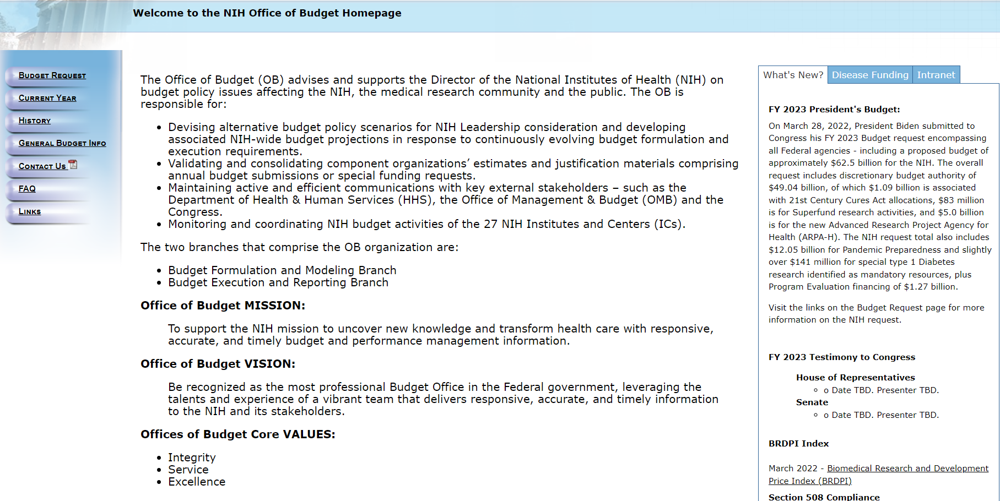 Welcome to the NIH Office of Budget Homepage
BUDGET REQUEST
CURRENT YEAR
HISTORY
GENERAL BUDGET INFO
CONTACT US
FAQ
LINKS
The Office of Budget (OB) advises and supports the Director of the National Institutes of Health (NIH) on
budget policy issues affecting the NIH, the medical research community and the public. The OB is
responsible for:
• Devising alternative budget policy scenarios for NIH Leadership consideration and developing
associated NIH-wide budget projections in response to continuously evolving budget formulation and
execution requirements.
• Validating and consolidating component organizations’ estimates and justification materials comprising
annual budget submissions or special funding requests.
• Maintaining active and efficient communications with key external stakeholders – such as the
Department of Health & Human Services (HHS), the Office of Management & Budget (OMB) and the
Congress.
• Monitoring and coordinating NIH budget activities of the 27 NIH Institutes and Centers (ICs).
The two branches that comprise the OB organization are:
• Budget Formulation and Modeling Branch
• Budget Execution and Reporting Branch
Office of Budget MISSION:
To support the NIH mission to uncover new knowledge and transform health care with responsive,
accurate, and timely budget and performance management information.
Office of Budget VISION:
Be recognized as the most professional Budget Office in the Federal government, leveraging the
talents and experience of a vibrant team that delivers responsive, accurate, and timely information
to the NIH and its stakeholders.
Offices of Budget Core VALUES:
• Integrity
• Service
• Excellence
What's New? Disease Funding Intranet
FY 2023 President's Budget:
On March 28, 2022, President Biden submitted to
Congress his FY 2023 Budget request encompassing
all Federal agencies - including a proposed budget of
approximately $62.5 billion for the NIH. The overall
request includes discretionary budget authority of
$49.04 billion, of which $1.09 billion is associated
with 21st Century Cures Act allocations, $83 million
is for Superfund research activities, and $5.0 billion
is for the new Advanced Research Project Agency for
Health (ARPA-H). The NIH request total also includes
$12.05 billion for Pandemic Preparedness and slightly
over $141 million for special type 1 Diabetes
research identified as mandatory resources, plus
Program Evaluation financing of $1.27 billion.
Visit the links on the Budget Request page for more
information on the NIH request.
FY 2023 Testimony to Congress
House of Representatives
◦ o Date TBD. Presenter TBD.
Senate
◦ o Date TBD. Presenter TBD.
BRDPI Index
March 2022 - Biomedical Research and Development
Price Index (BRDPI)
Section 508 Compliance